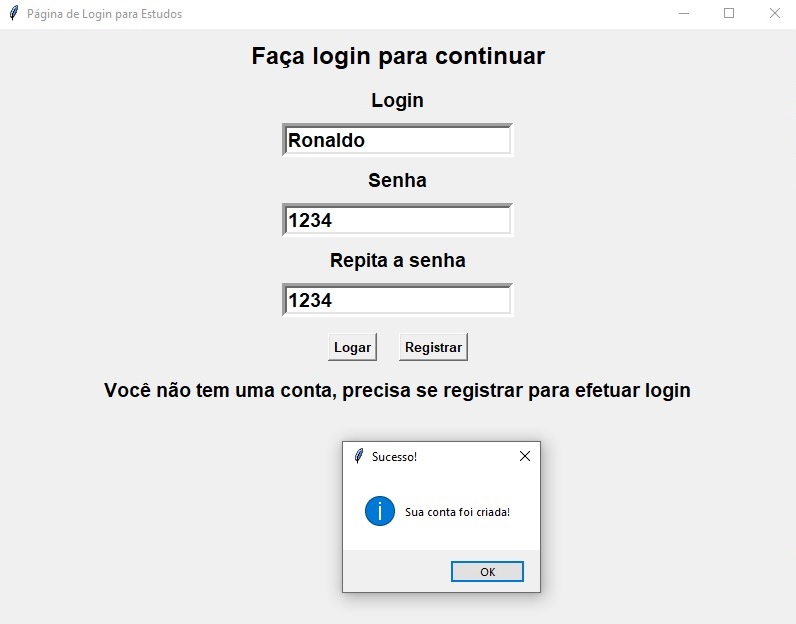 Página de Login para Estudos
Faça login para continuar
Login
Ronaldo
Senha
1234
Repita a senha
1234
Logar Registrar
Você não tem uma conta, precisa se registrar para efetuar login
Sucesso!
Sua conta foi criada!
OK